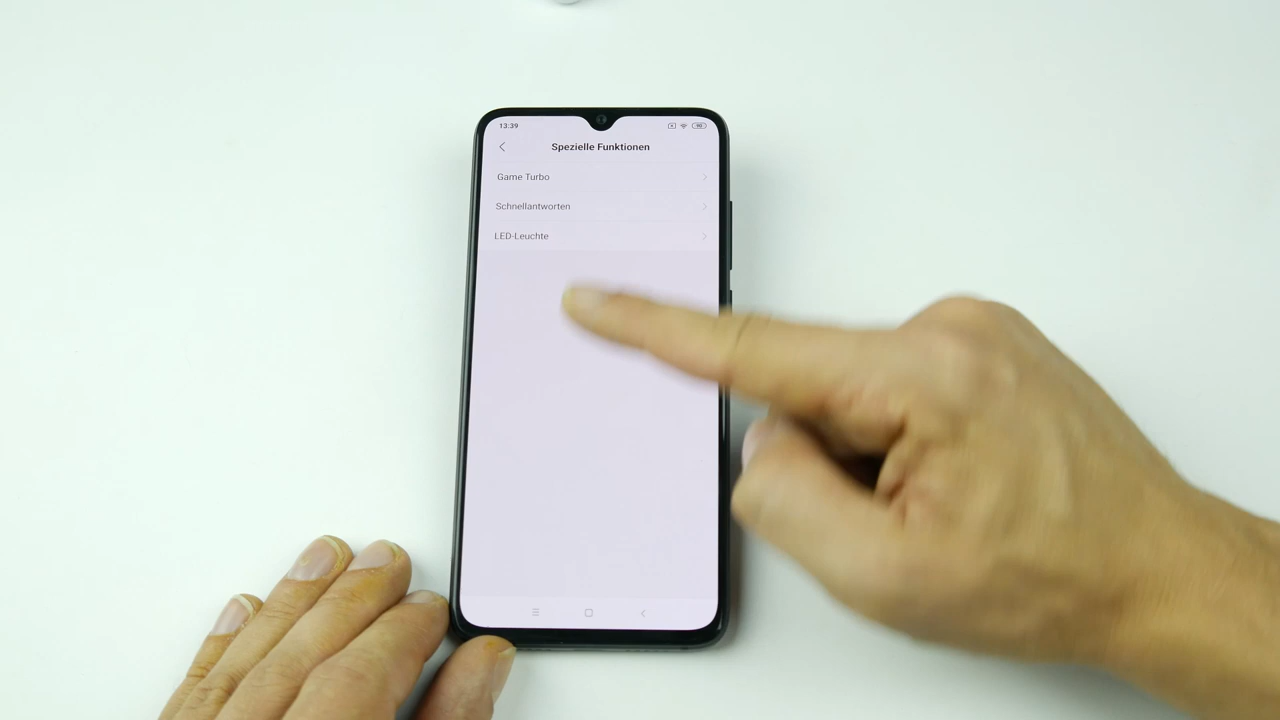 13:39
Spezielle Funktionen
Game Turbo
Schnellantworten
LED-Leuchte